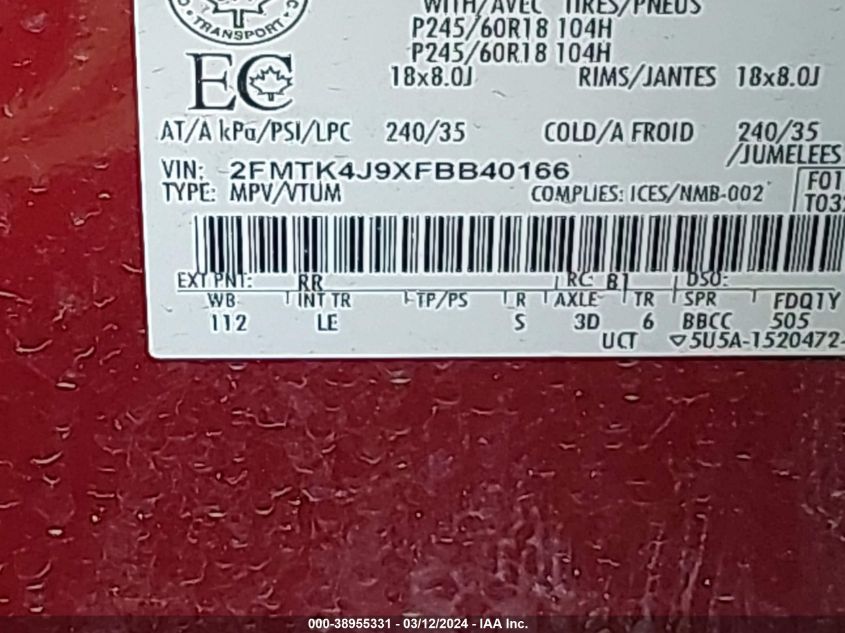 TRANSPORT
WITH/AVEC TIRES/PNEUS
P245/60R18 104H
P245/60R18 104H
EC
18x8.0J RIMS/JANTES 18x8.0J
AT/A kPa/PSI/LPC 240/35 COLD/A FROID 240/35
/JUMELEES
VIN: 2FMTK4J9XFBB40166
TYPE: MPV/VTUM COMPLIES: ICES/NMB-002
F01
T032
EXT PNT: RR RC: B1 DSO:
WB INT TR TP/PS R AXLE TR SPR FDQ1Y
112 LE S 3D 6 BBCC 505
UCT 5U5A-1520472-
000-38955331 - 03/12/2024 - IAA Inc.